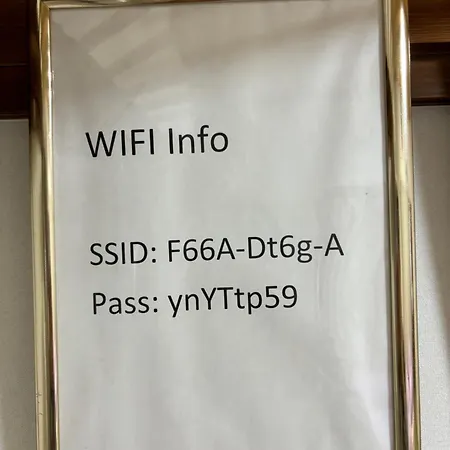 WIFI Info
SSID: F66A-Dt6g-A
Pass: ynYTtp59